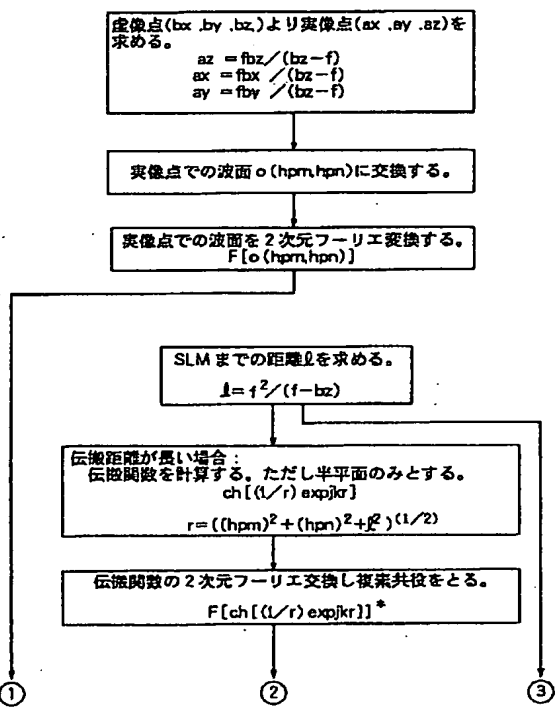 虚像点(bx ,by ,bz,)より実像点(ax ,ay ,az)を
求める。
az =fbz/(bz-f)
ax =fbx /(bz-f)
ay =fby /(bz-f)
実像点での波面o(hpm,hpn)に交換する。
実像点での波面を2次元フーリエ変換する。
F[o(hpm,hpn)]
SLMまでの距離ℓを求める。
ℓ=f²/(f-bz)
伝搬距離が長い場合:
伝搬関数を計算する。ただし半平面のみとする。
ch[(1/r)expjkr]
r=((hpm)²+(hpn)²+ℓ²)(1/2)
伝搬関数の2次元フーリエ交換し複素共役をとる。
F[ch[(1/r)expjkr]]*
① ② ③